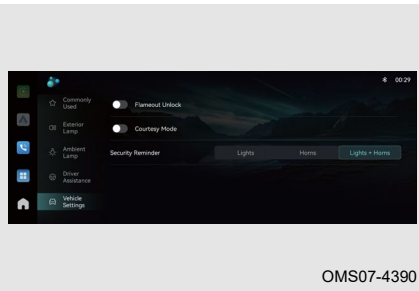 00:29
Commonly
Used
Flameout Unlock
Exterior
Lamp
Courtesy Mode
Ambient
Lamp
Security Reminder
Lights
Horns
Lights + Horns
Driver
Assistance
Vehicle
Settings
OMS07-4390